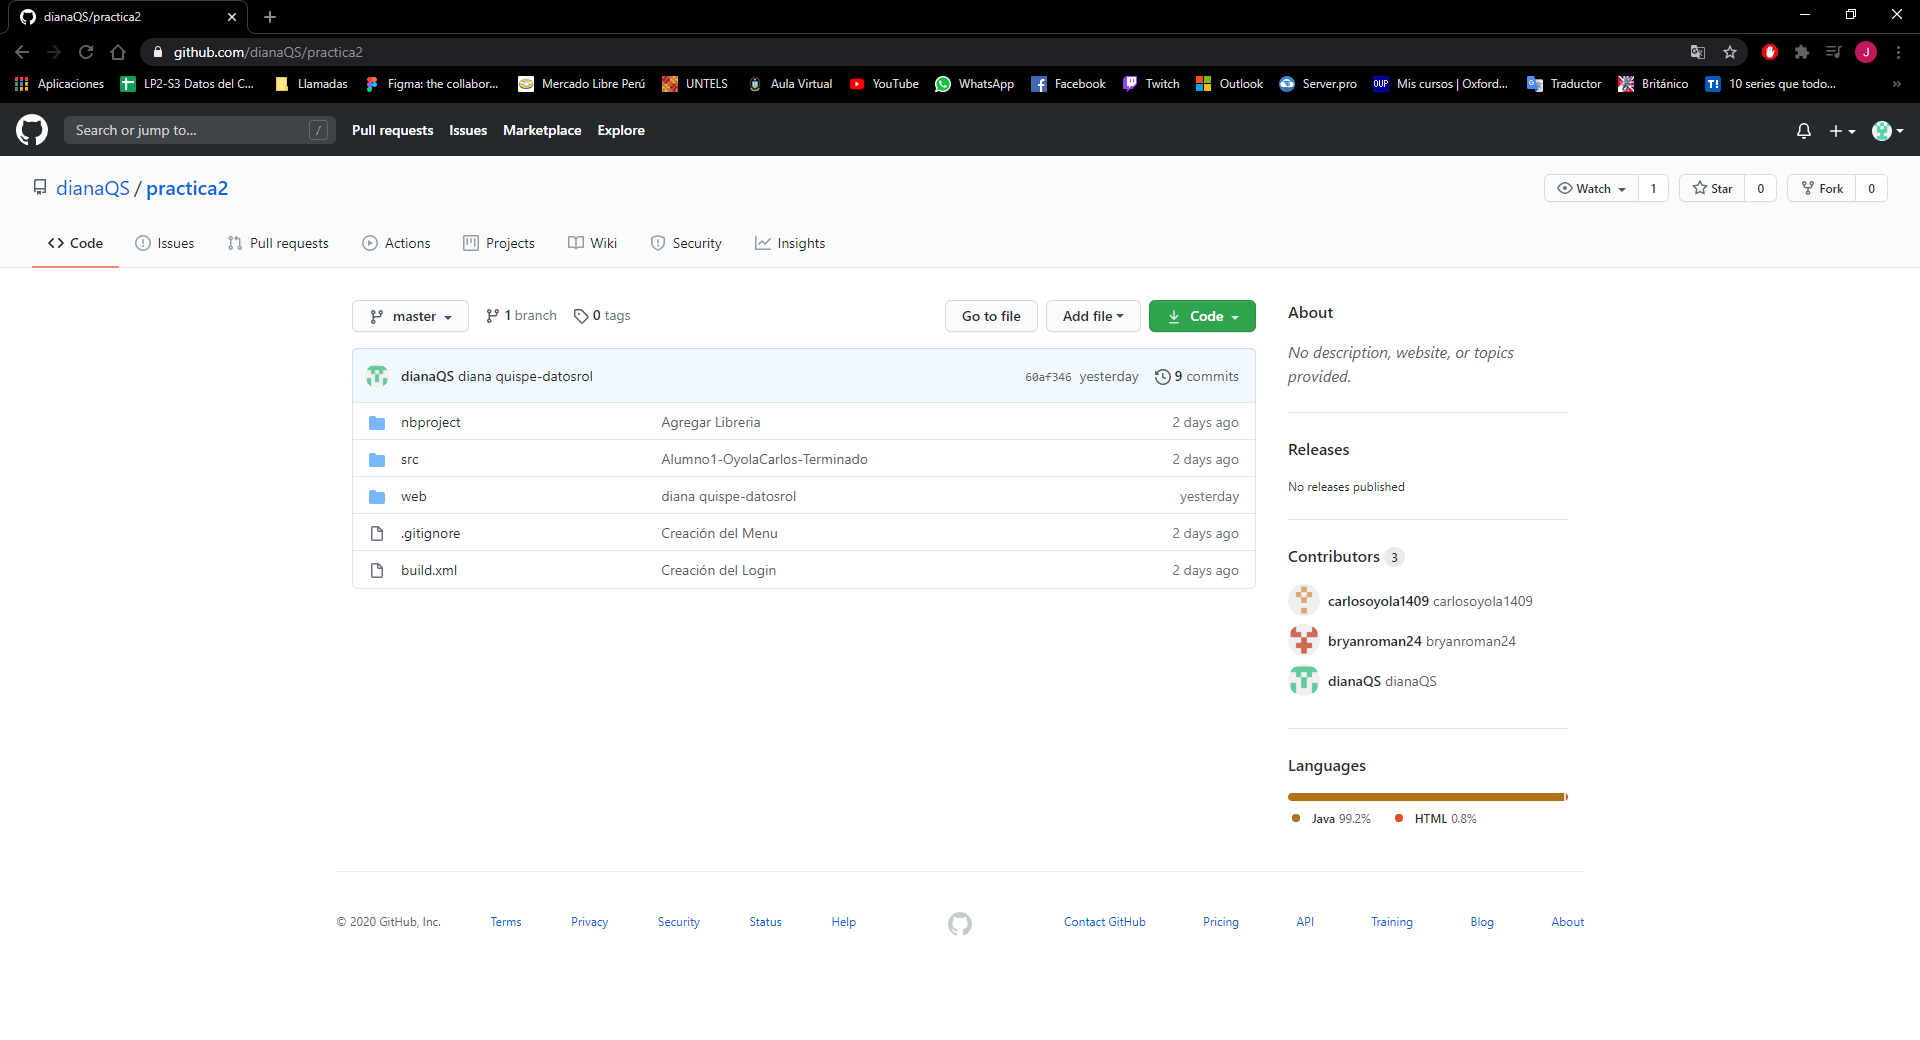 dianaQS/practica2
github.com/dianaQS/practica2
J
Aplicaciones LP2-S3 Datos del C... Llamadas Figma: the collabor... Mercado Libre Perú UNTELS Aula Virtual YouTube WhatsApp Facebook Twitch Outlook Server.pro OUP Mis cursos | Oxford... Traductor Británico T! 10 series que todo... »
Search or jump to... / Pull requests Issues Marketplace Explore
dianaQS / practica2 Watch 1 Star 0 Fork 0
Code Issues Pull requests Actions Projects Wiki Security Insights
master 1 branch 0 tags Go to file Add file Code
dianaQS diana quispe-datosrol 60af346 yesterday 9 commits
nbproject Agregar Libreria 2 days ago
src Alumno1-OyolaCarlos-Terminado 2 days ago
web diana quispe-datosrol yesterday
.gitignore Creación del Menu 2 days ago
build.xml Creación del Login 2 days ago
About
No description, website, or topics
provided.
Releases
No releases published
Contributors 3
carlosoyola1409 carlosoyola1409
bryanroman24 bryanroman24
dianaQS dianaQS
Languages
Java 99.2% HTML 0.8%
© 2020 GitHub, Inc. Terms Privacy Security Status Help Contact GitHub Pricing API Training Blog About